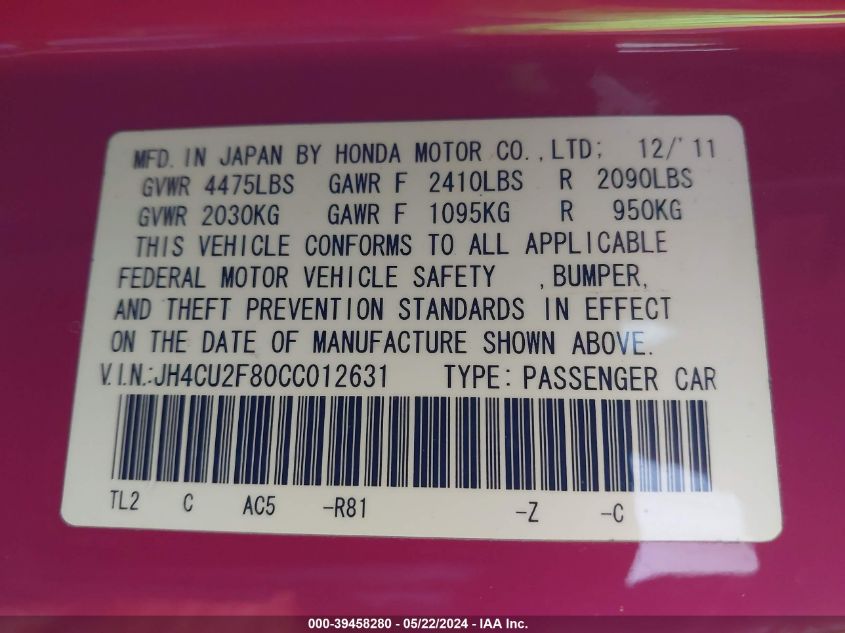 MFD. IN JAPAN BY HONDA MOTOR CO.,LTD; 12/'11
GVWR 4475LBS GAWR F 2410LBS R 2090LBS
GVWR 2030KG GAWR F 1095KG R 950KG
THIS VEHICLE CONFORMS TO ALL APPLICABLE
FEDERAL MOTOR VEHICLE SAFETY ,BUMPER,
AND THEFT PREVENTION STANDARDS IN EFFECT
ON THE DATE OF MANUFACTURE SHOWN ABOVE.
V.I.N.:JH4CU2F80CC012631 TYPE:PASSENGER CAR
TL2 C AC5 -R81 -Z -C
000-39458280 - 05/22/2024 - IAA Inc.